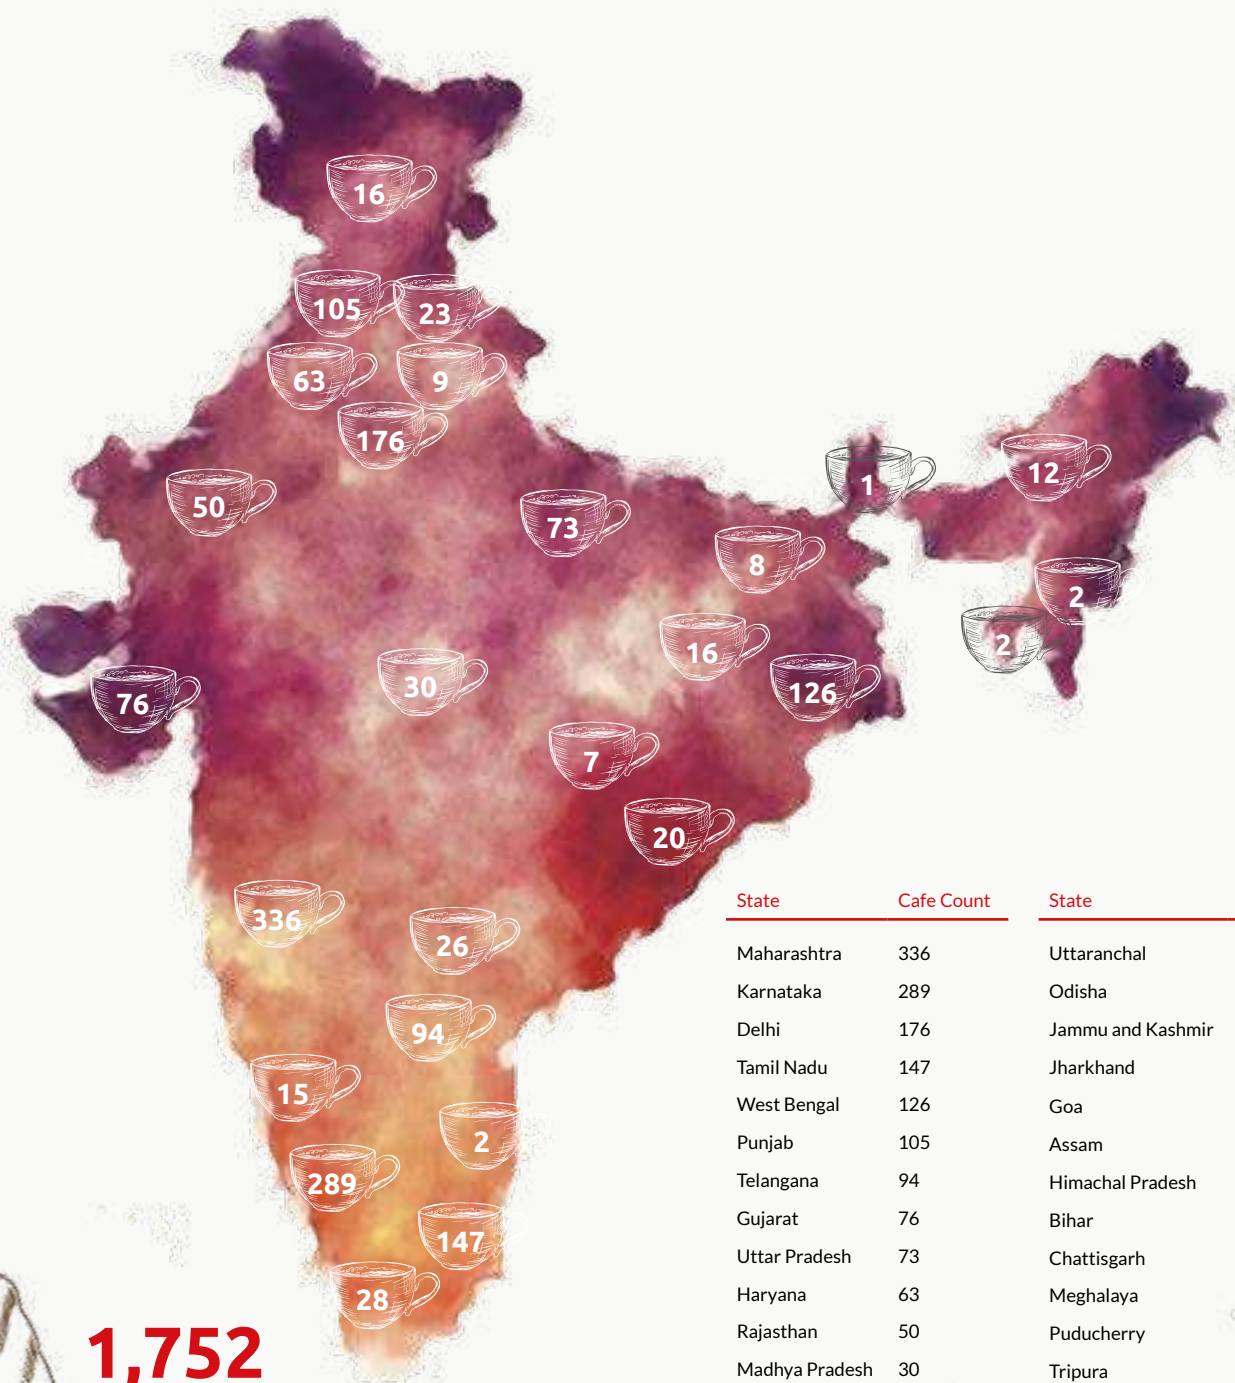 16
105 23
63 9
176
50
73
1
12
8
2
2
16
30
126
76
7
20
336
26
94
15
2
289
147
28
1,752
State Cafe Count
Maharashtra 336
Karnataka 289
Delhi 176
Tamil Nadu 147
West Bengal 126
Punjab 105
Telangana 94
Gujarat 76
Uttar Pradesh 73
Haryana 63
Rajasthan 50
Madhya Pradesh 30
State
Uttaranchal
Odisha
Jammu and Kashmir
Jharkhand
Goa
Assam
Himachal Pradesh
Bihar
Chattisgarh
Meghalaya
Puducherry
Tripura